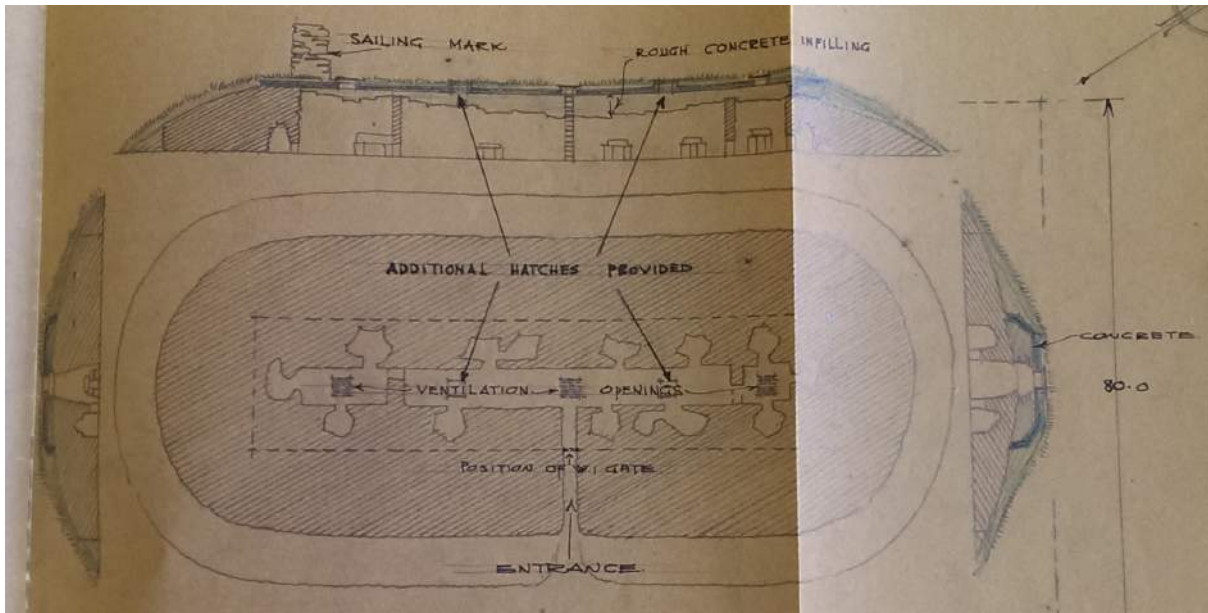 SAILING MARK
ROUGH CONCRETE INFILLING
ADDITIONAL HATCHES PROVIDED
CONCRETE
80.0
VENTILATION OPENINGS
POSITION OF W.I GATE
ENTRANCE